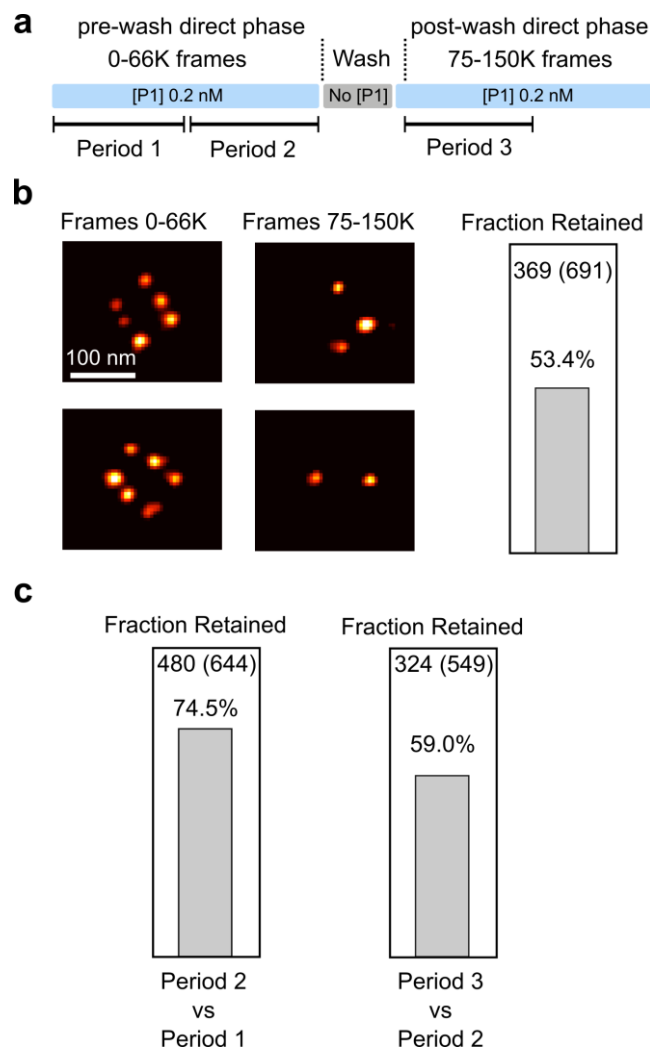 a
pre-wash direct phase
0-66K frames
Wash
post-wash direct phase
75-150K frames
[P1] 0.2 nM
No [P1]
[P1] 0.2 nM
Period 1
Period 2
Period 3
b
Frames 0-66K
Frames 75-150K
Fraction Retained
100 nm
369 (691)
53.4%
c
Fraction Retained
480 (644)
74.5%
Period 2
vs
Period 1
Fraction Retained
324 (549)
59.0%
Period 3
vs
Period 2